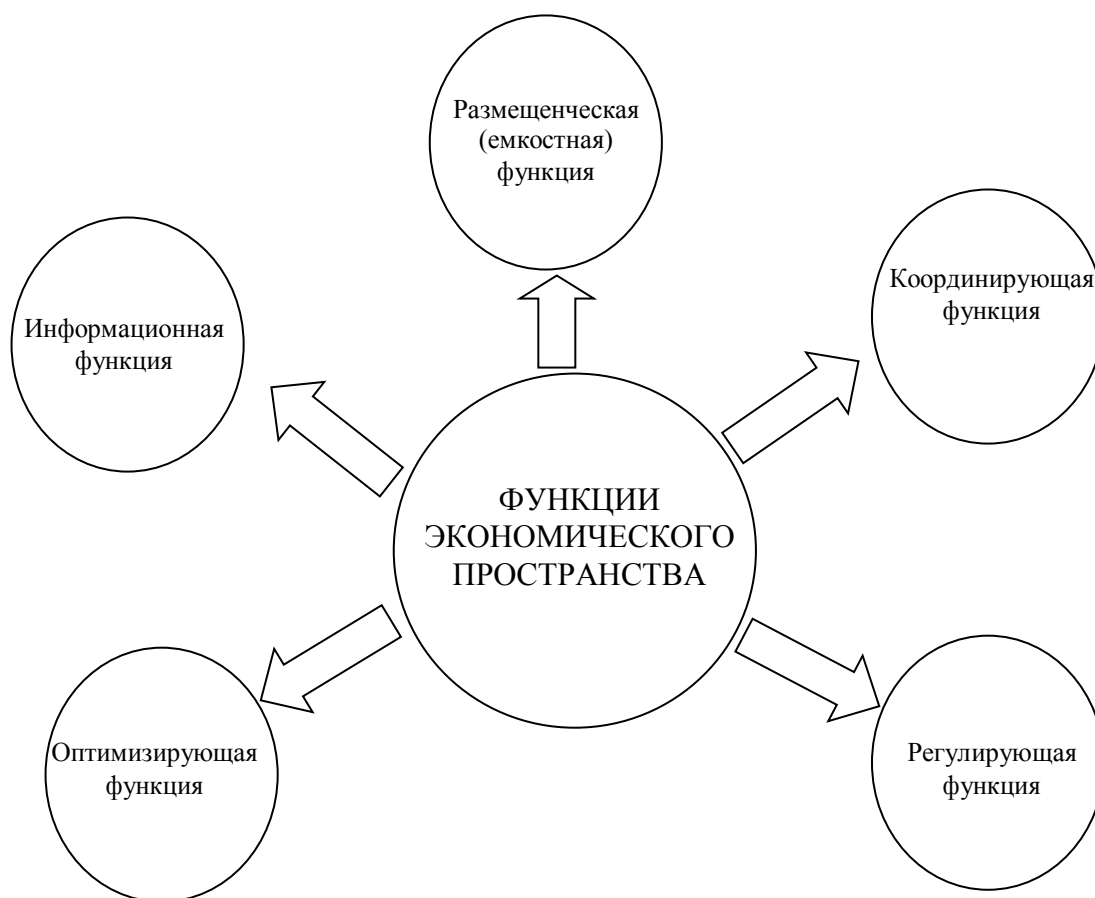 Размещенческая
(емкостная)
функция
Координирующая
функция
Информационная
функция
ФУНКЦИИ
ЭКОНОМИЧЕСКОГО
ПРОСТРАНСТВА
Оптимизирующая
функция
Регулирующая
функция